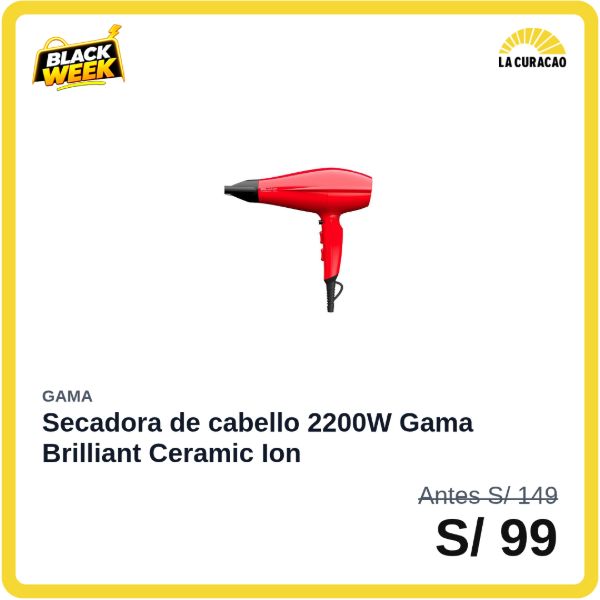 BLACK
WEEK
LA CURACAO
GAMA
Secadora de cabello 2200W Gama
Brilliant Ceramic Ion
Antes S/ 149
S/ 99